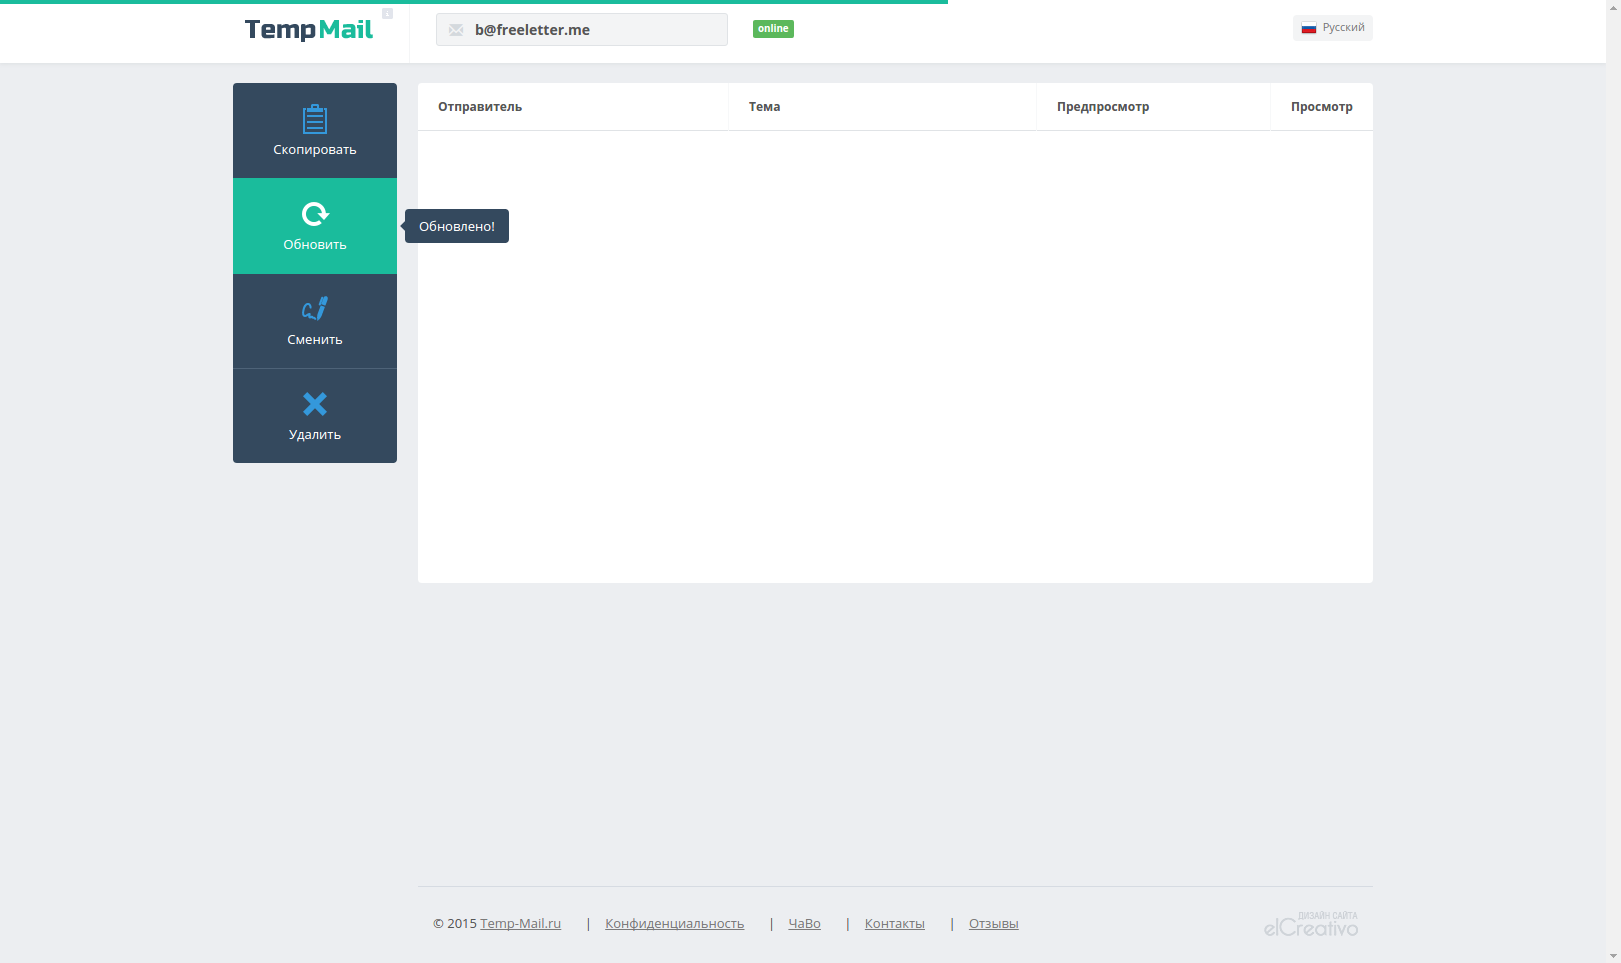 TempMail
b@freeletter.me
online
Русский
Скопировать
Обновить
Сменить
Удалить
Отправитель
Тема
Предпросмотр
Просмотр
Обновлено!
© 2015 Temp-Mail.ru | Конфиденциальность | ЧаВо | Контакты | Отзывы
ДИЗАЙН САЙТА
elCreativo